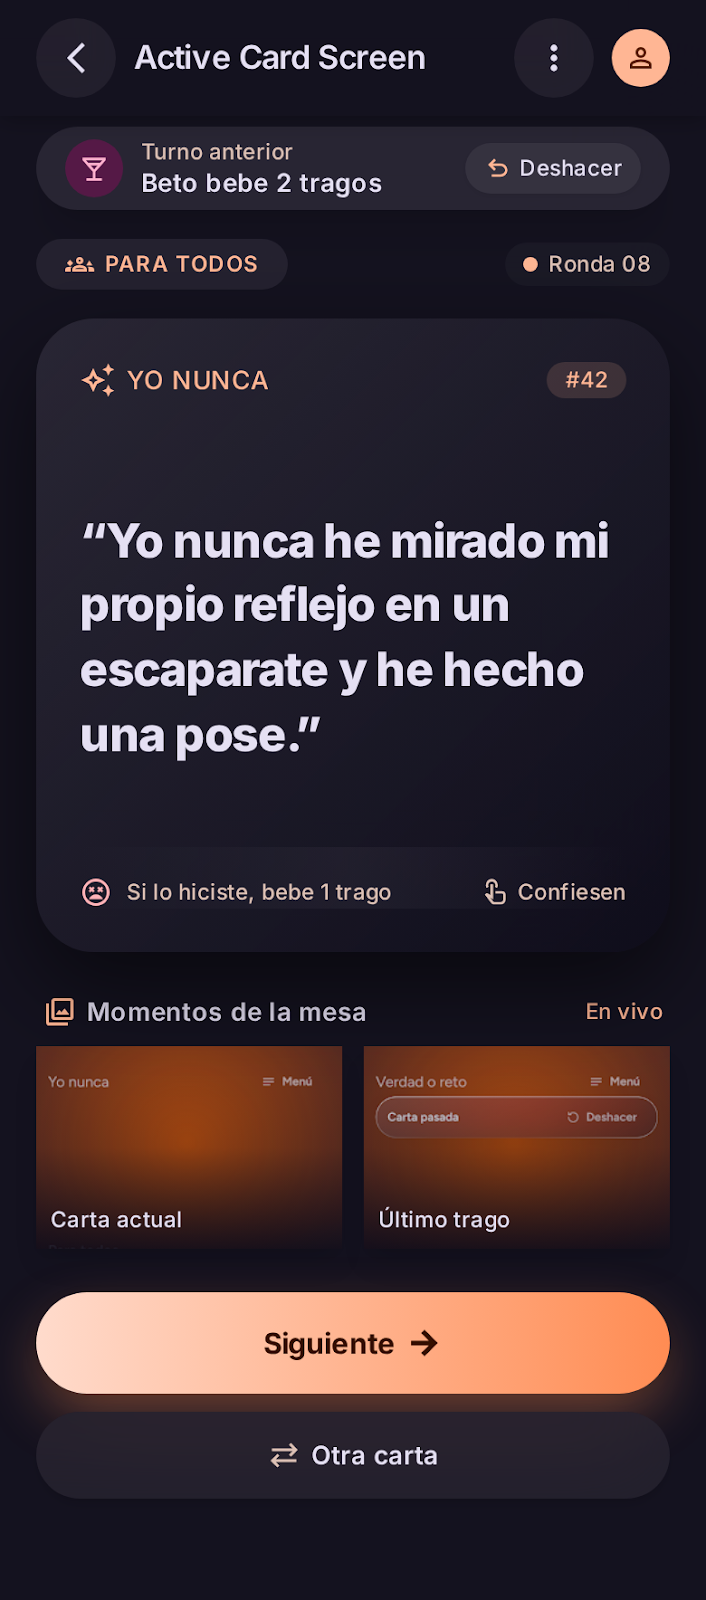 Active Card Screen
Turno anterior
Beto bebe 2 tragos
Deshacer
PARA TODOS
Ronda 08
YO NUNCA
#42
“Yo nunca he mirado mi
propio reflejo en un
escaparate y he hecho
una pose.”
Si lo hiciste, bebe 1 trago
Confiesen
Momentos de la mesa
En vivo
Yo nunca
Menú
Carta actual
Verdad o reto
Menú
Carta pasada
Deshacer
Último trago
Siguiente
Otra carta